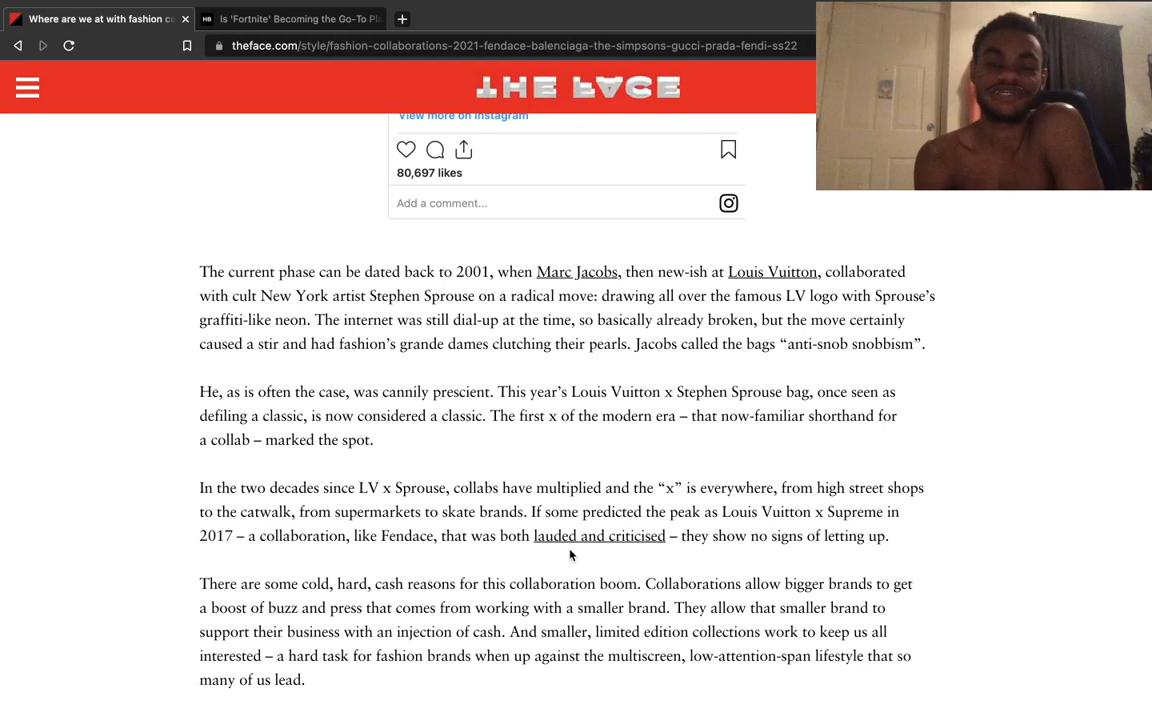 Where are we at with fashion co
Is 'Fortnite' Becoming the Go-To Pla
theface.com/style/fashion-collaborations-2021-fendace-balenciaga-the-simpsons-gucci-prada-fendi-ss22
THE FACE
View more on Instagram
80,697 likes
Add a comment...
The current phase can be dated back to 2001, when Marc Jacobs, then new-ish at Louis Vuitton, collaborated
with cult New York artist Stephen Sprouse on a radical move: drawing all over the famous LV logo with Sprouse’s
graffiti-like neon. The internet was still dial-up at the time, so basically already broken, but the move certainly
caused a stir and had fashion’s grande dames clutching their pearls. Jacobs called the bags “anti-snob snobbism”.
He, as is often the case, was cannily prescient. This year’s Louis Vuitton x Stephen Sprouse bag, once seen as
defiling a classic, is now considered a classic. The first x of the modern era – that now-familiar shorthand for
a collab – marked the spot.
In the two decades since LV x Sprouse, collabs have multiplied and the “x” is everywhere, from high street shops
to the catwalk, from supermarkets to skate brands. If some predicted the peak as Louis Vuitton x Supreme in
2017 – a collaboration, like Fendace, that was both lauded and criticised – they show no signs of letting up.
There are some cold, hard, cash reasons for this collaboration boom. Collaborations allow bigger brands to get
a boost of buzz and press that comes from working with a smaller brand. They allow that smaller brand to
support their business with an injection of cash. And smaller, limited edition collections work to keep us all
interested – a hard task for fashion brands when up against the multiscreen, low-attention-span lifestyle that so
many of us lead.